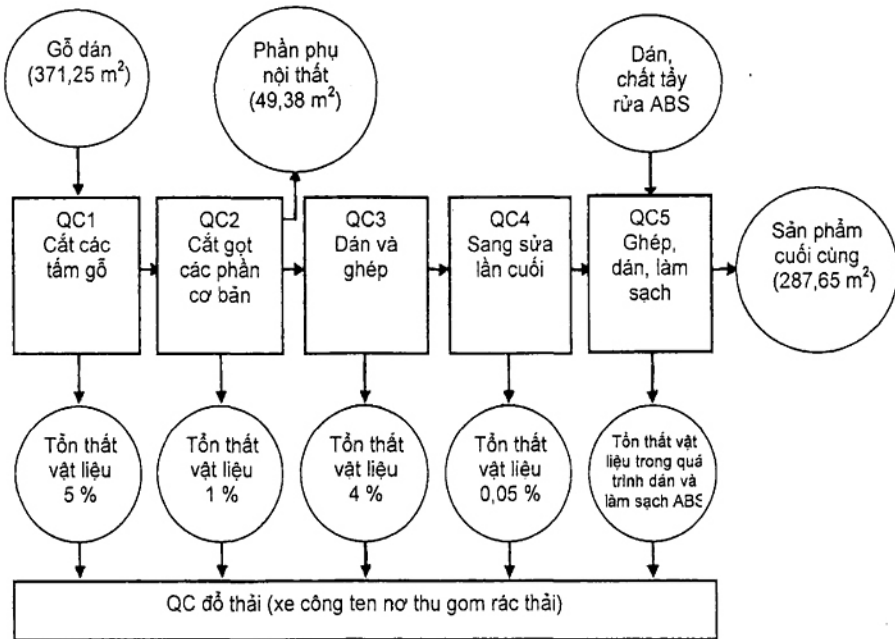 Gỗ dán
(371,25 m²)
Phần phụ
nội thất
(49,38 m²)
Dán,
chất tẩy
rửa ABS
QC1
Cắt các
tấm gỗ
QC2
Cắt gọt
các phần
cơ bản
QC3
Dán và
ghép
QC4
Sang sửa
lần cuối
QC5
Ghép,
dán, làm
sạch
Sản phẩm
cuối cùng
(287,65 m²)
Tổn thất
vật liệu
5 %
Tổn thất
vật liệu
1 %
Tổn thất
vật liệu
4 %
Tổn thất
vật liệu
0,05 %
Tổn thất vật
liệu trong quá
trình dán và
làm sạch ABS
QC đổ thải (xe công ten nơ thu gom rác thải)